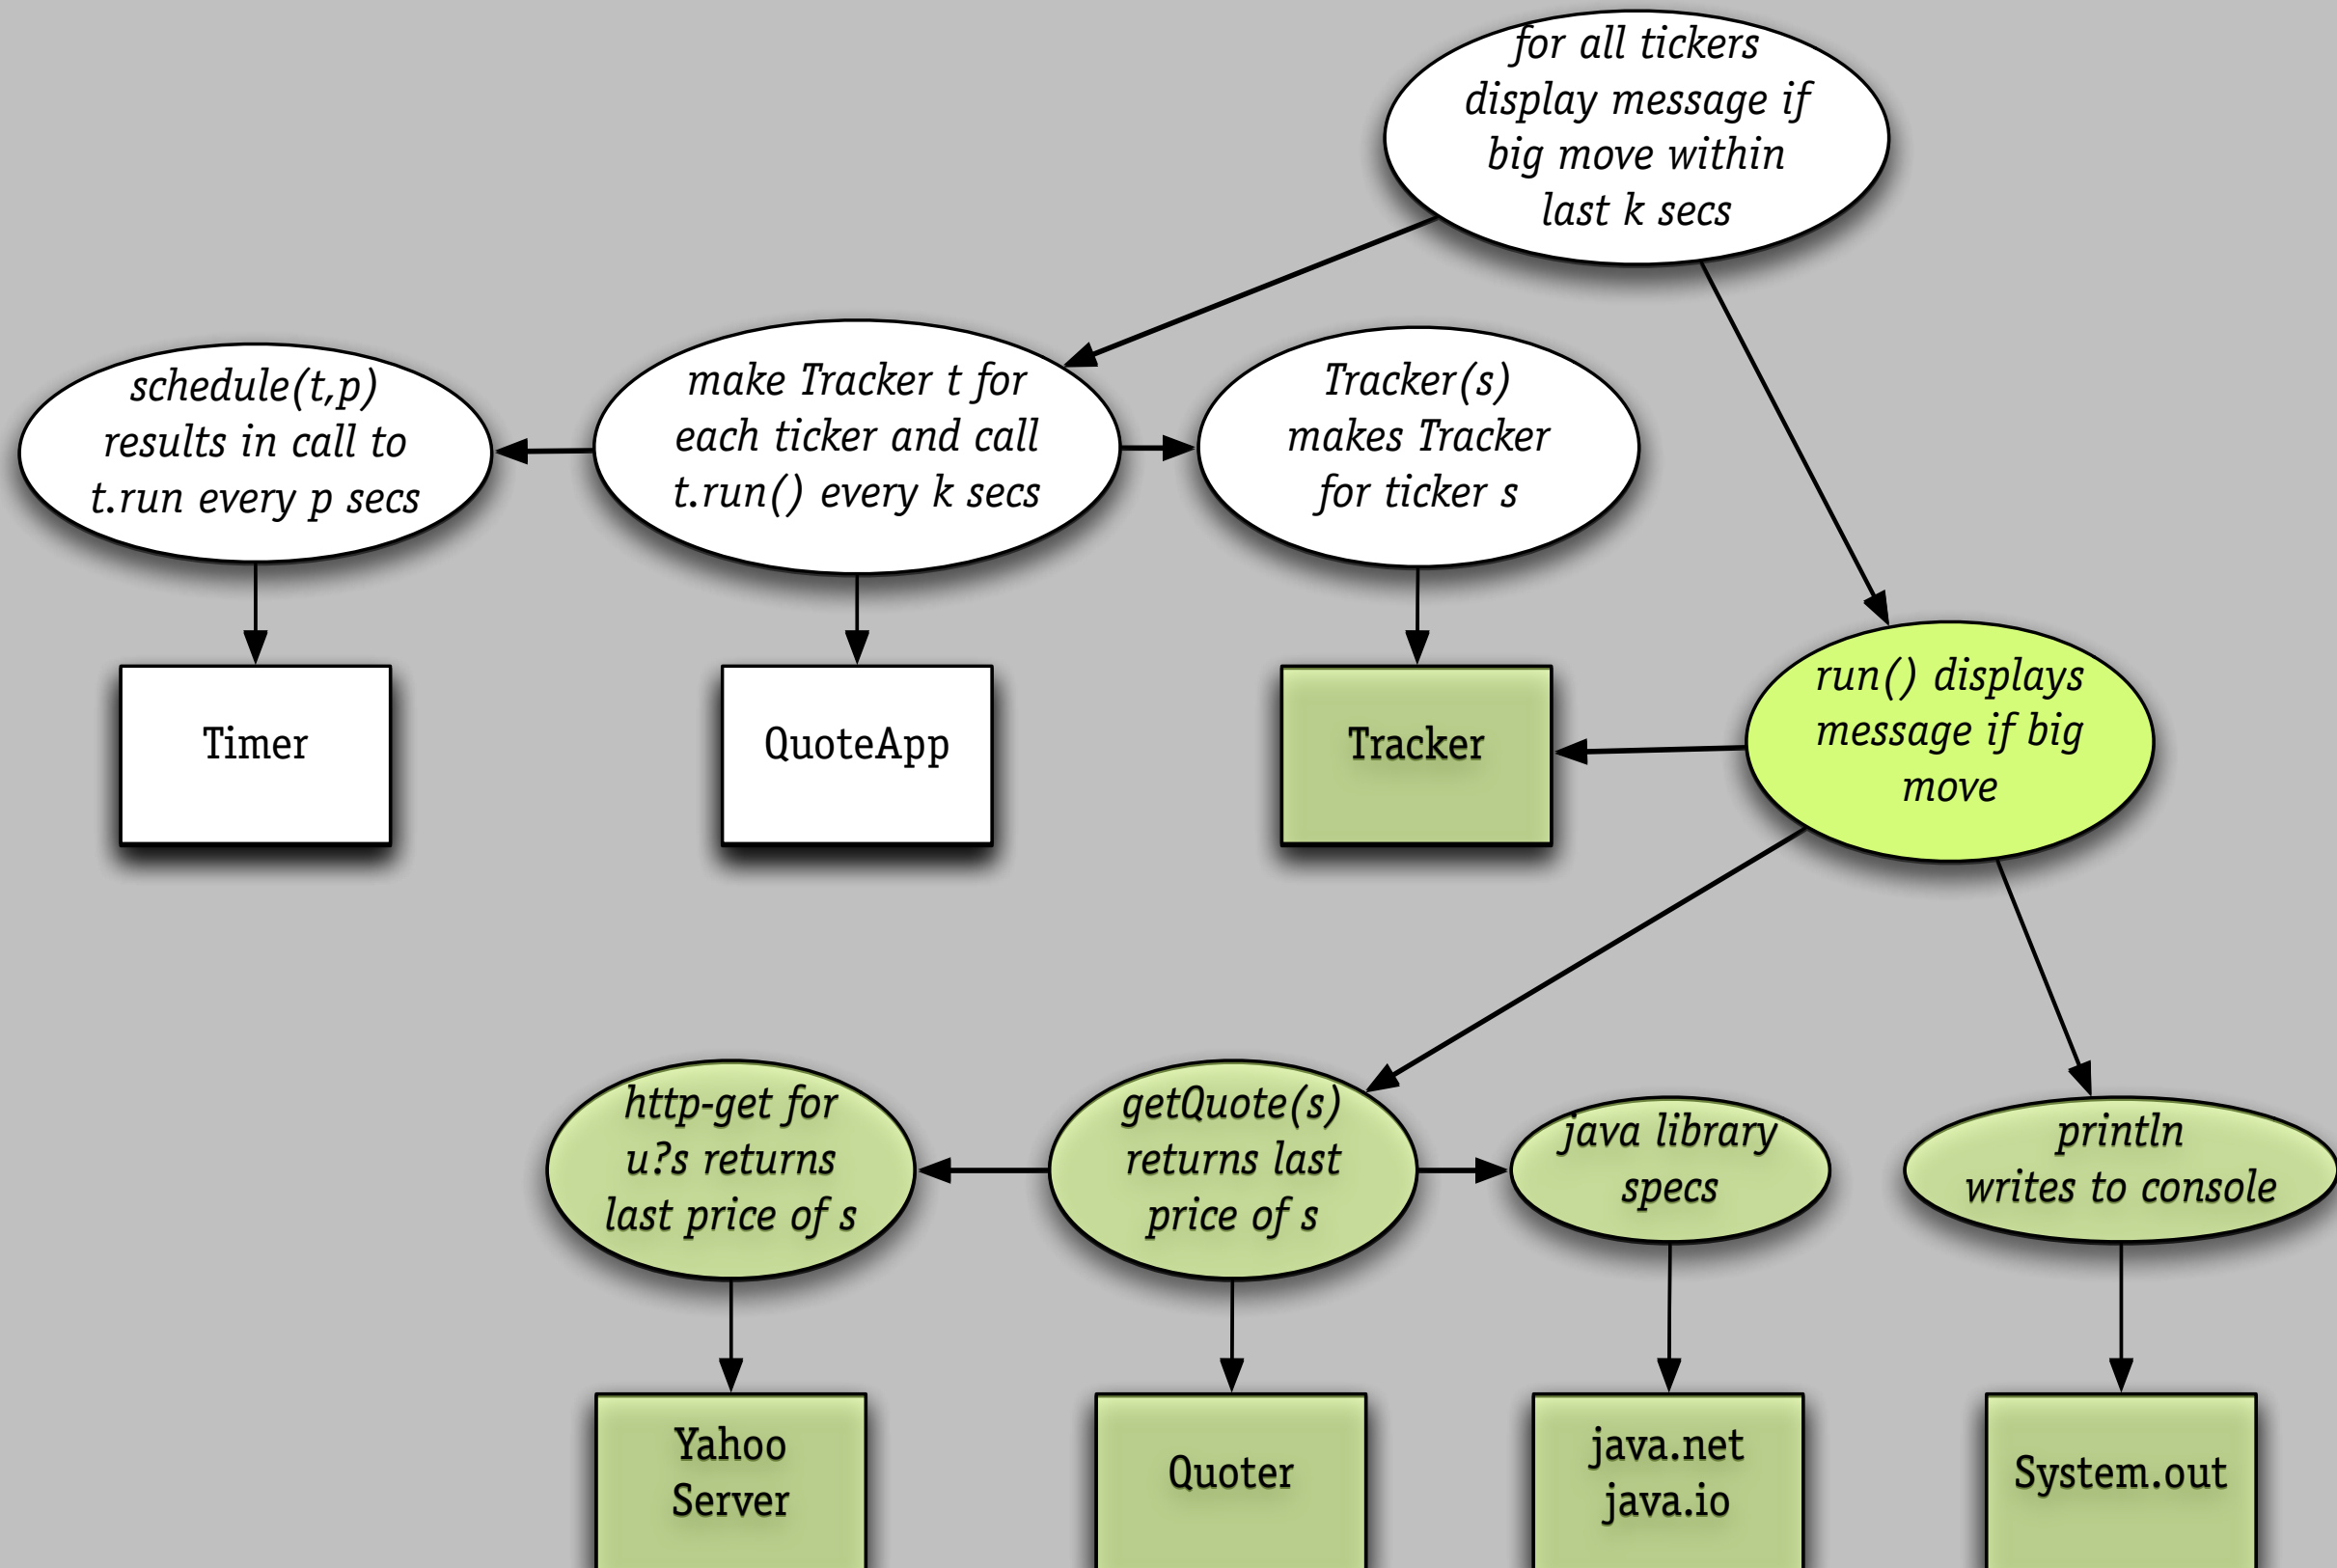 for all tickers
display message if
big move within
last k secs
schedule(t,p)
results in call to
t.run every p secs
make Tracker t for
each ticker and call
t.run() every k secs
Tracker(s)
makes Tracker
for ticker s
Timer
QuoteApp
Tracker
run() displays
message if big
move
http-get for
u?s returns
last price of s
getQuote(s)
returns last
price of s
java library
specs
println
writes to console
Yahoo
Server
Quoter
java.net
java.io
System.out